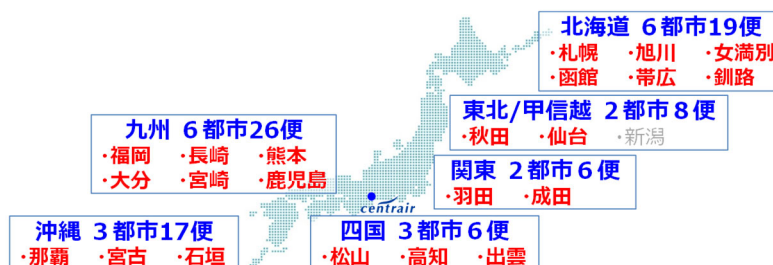 北海道 6都市19便
・札幌 ・旭川 ・女満別
・函館 ・帯広 ・釧路
東北/甲信越 2都市8便
・秋田 ・仙台 ・新潟
九州 6都市26便
・福岡 ・長崎 ・熊本
・大分 ・宮崎 ・鹿児島
関東 2都市6便
・羽田 ・成田
centrair
沖縄 3都市17便
・那覇 ・宮古 ・石垣
四国 3都市6便
・松山 ・高知 ・出雲